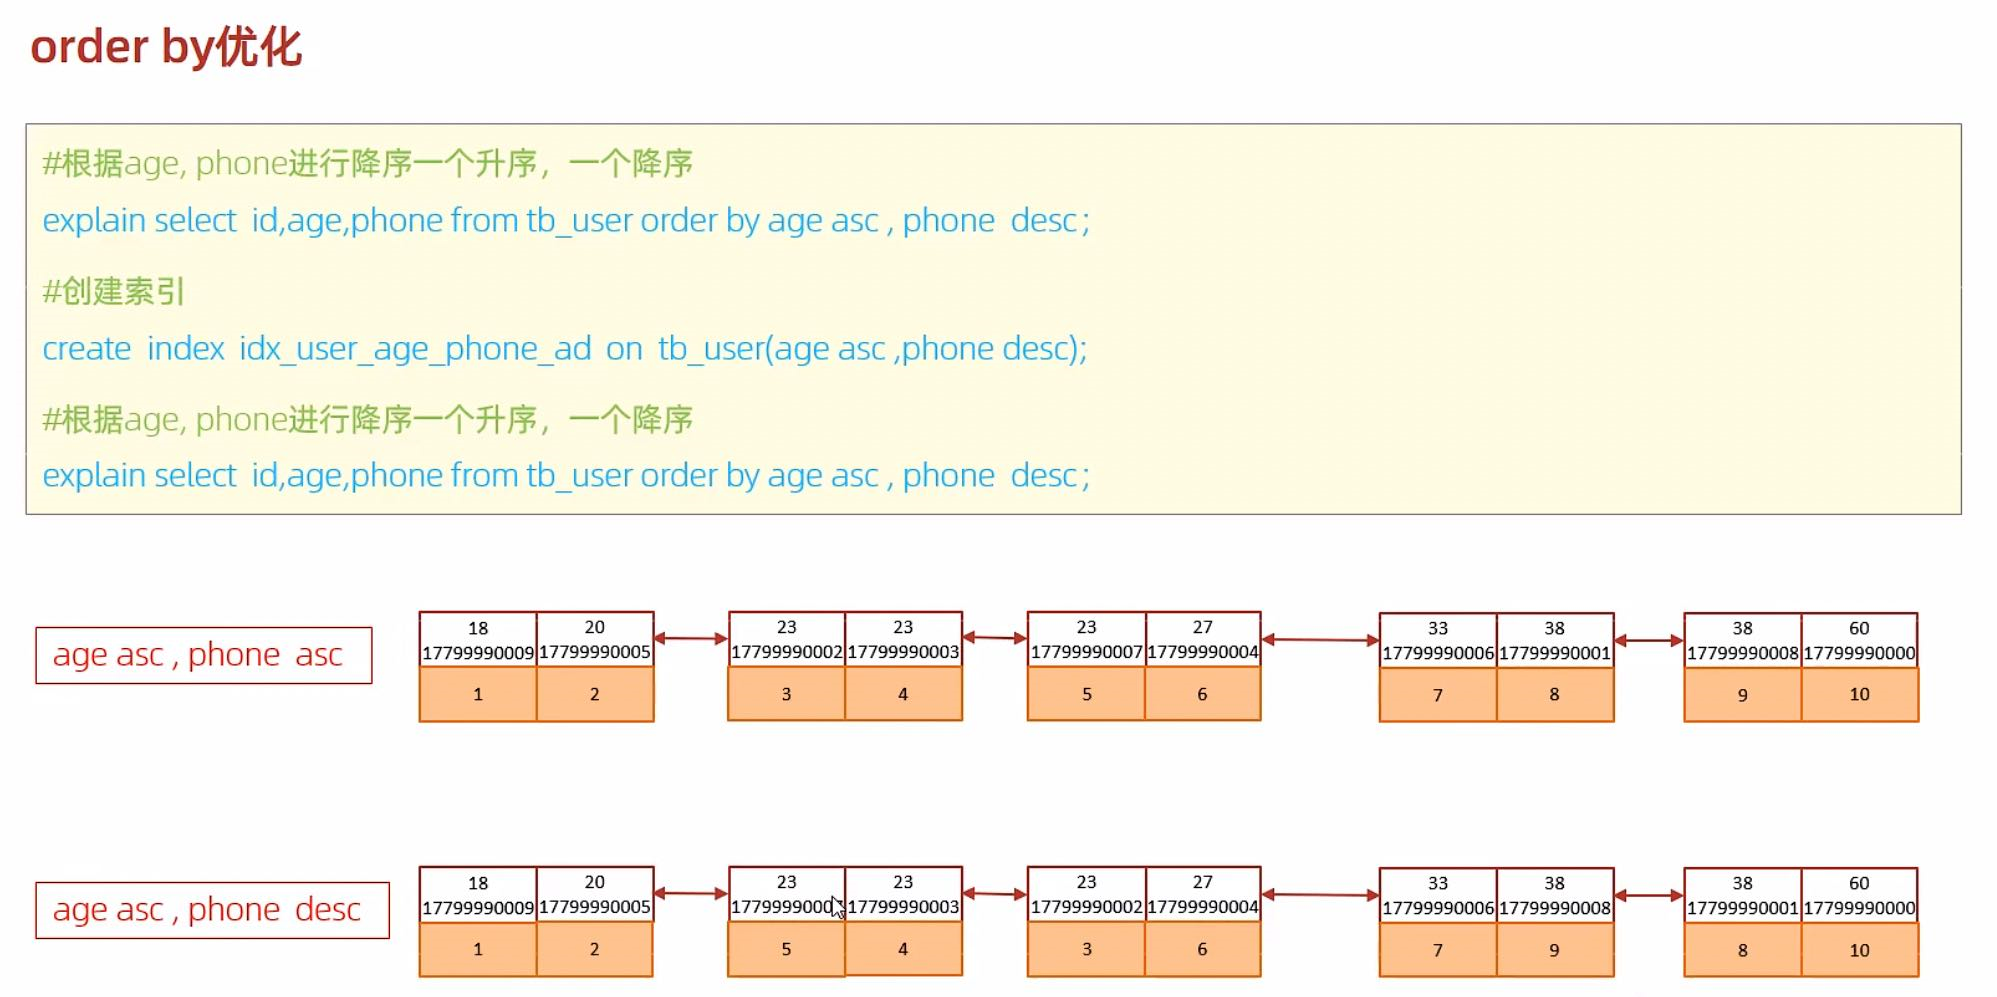 order by优化
#根据age, phone进行降序一个升序，一个降序
explain select id,age,phone from tb_user order by age asc , phone desc ;
#创建索引
create index idx_user_age_phone_ad on tb_user(age asc ,phone desc);
#根据age, phone进行降序一个升序，一个降序
explain select id,age,phone from tb_user order by age asc , phone desc ;
age asc , phone asc
18 20 23 23 23 27 33 38 38 60
17799990009 17799990005 17799990002 17799990003 17799990007 17799990004 17799990006 17799990001 17799990008 17799990000
1 2 3 4 5 6 7 8 9 10
age asc , phone desc
18 20 23 23 23 27 33 38 38 60
17799990009 17799990005 17799990003 17799990002 17799990004 17799990006 17799990008 17799990001 17799990000
1 2 5 4 3 6 7 9 8 10